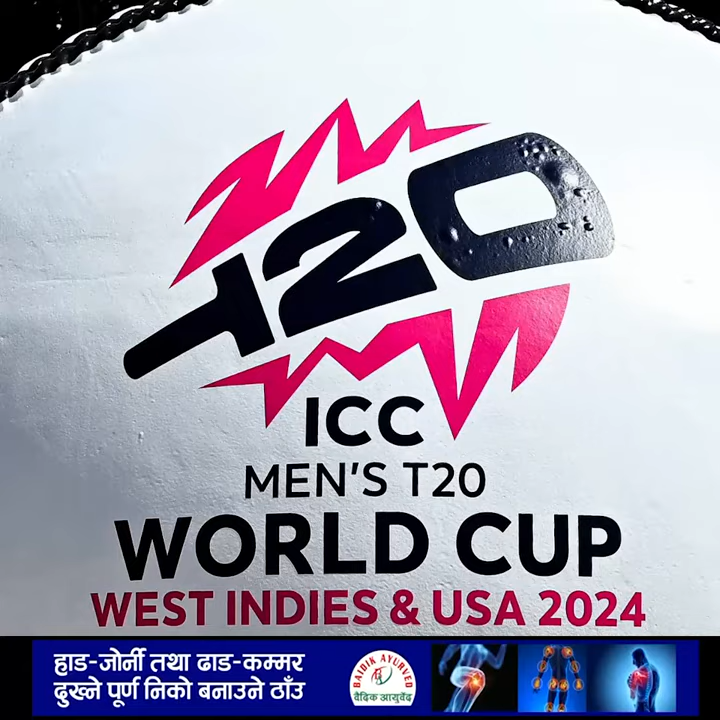 T20
ICC
MEN'S T20
WORLD CUP
WEST INDIES & USA 2024
हाड-जोर्नी तथा ढाड-कम्मर
दुख्ने पूर्ण निको बनाउने ठाँउ
BAIDIK AYURVED
वैदिक आयुर्वेद